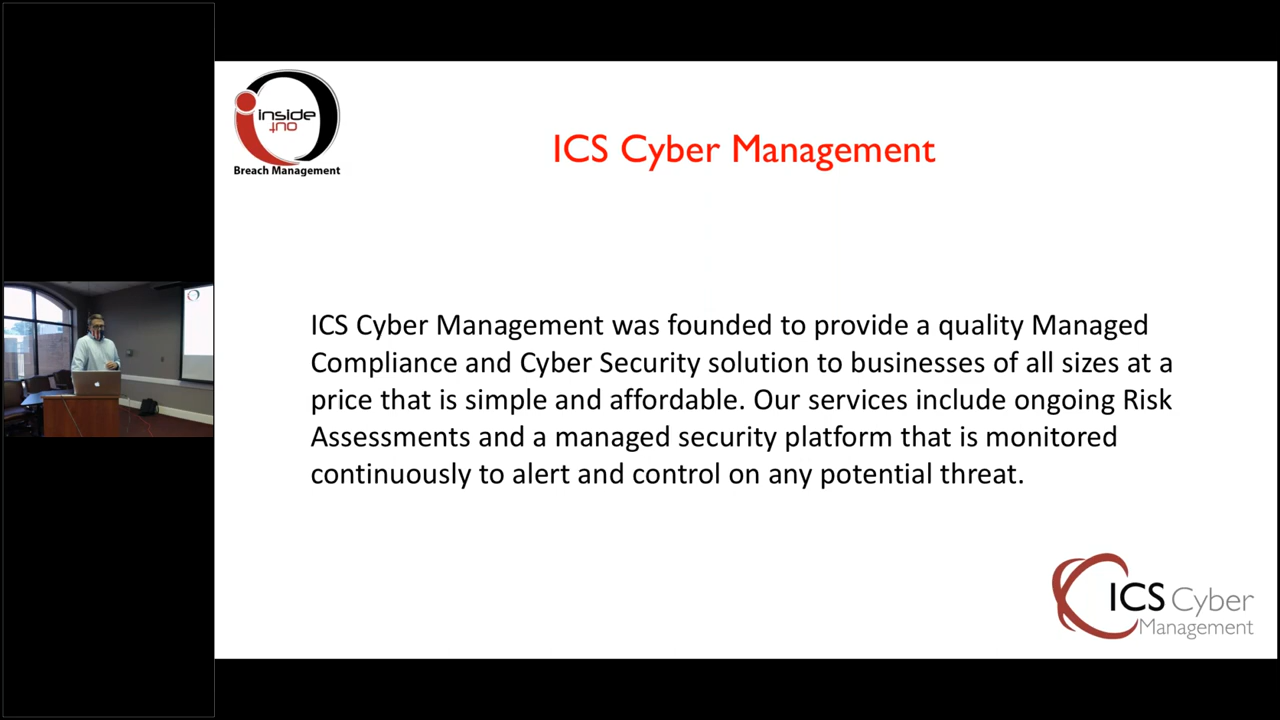 inside
out
Breach Management
ICS Cyber Management
ICS Cyber Management was founded to provide a quality Managed
Compliance and Cyber Security solution to businesses of all sizes at a
price that is simple and affordable. Our services include ongoing Risk
Assessments and a managed security platform that is monitored
continuously to alert and control on any potential threat.
ICS Cyber
Management